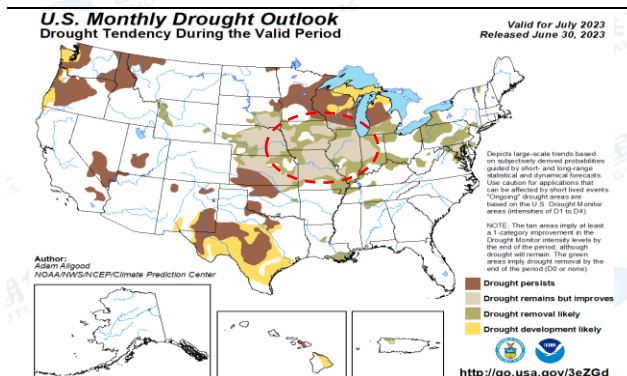 U.S. Monthly Drought Outlook
Drought Tendency During the Valid Period
Valid for July 2023
Released June 30, 2023
Depicts large-scale trends based
on subjectively derived probabilities
guided by short- and long-range
statistical and dynamical forecasts.
Use caution for applications that
can be affected by short lived events.
"Ongoing" drought areas are
based on the U.S. Drought Monitor
areas (intensities of D1 to D4).
NOTE: The tan areas imply at least
a 1-category improvement in the
Drought Monitor intensity levels by
the end of the period, although
drought will remain. The green
areas imply drought removal by the
end of the period (D0 or none).
Author:
Adam Allgood
NOAA/NWS/NCEP/Climate Prediction Center
Drought persists
Drought remains but improves
Drought removal likely
Drought development likely
http://go.usa.gov/3eZGd